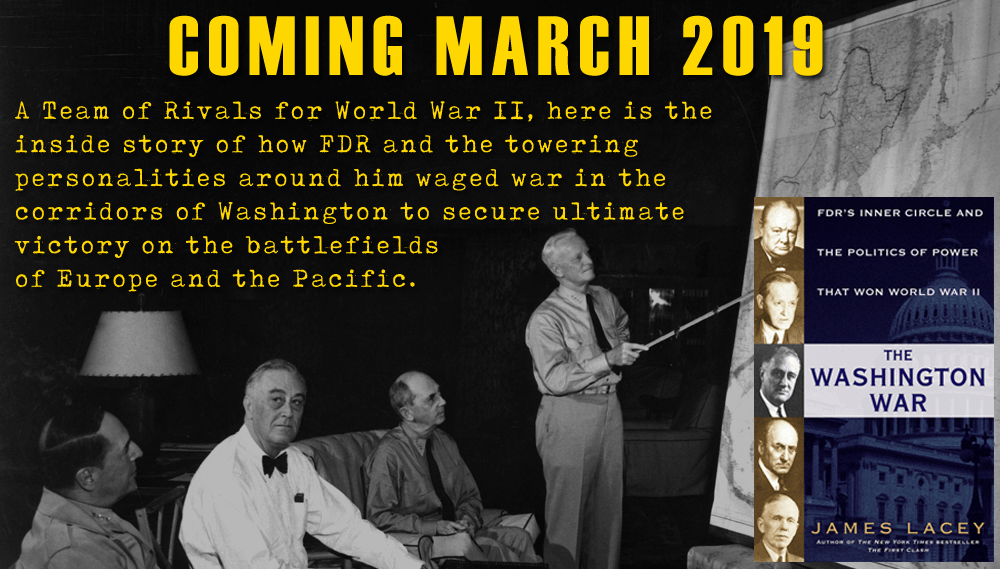 COMING MARCH 2019
A Team of Rivals for World War II, here is the
inside story of how FDR and the towering
personalities around him waged war in the
corridors of Washington to secure ultimate
victory on the battlefields
of Europe and the Pacific.
FDR'S INNER CIRCLE AND
THE POLITICS OF POWER
THAT WON WORLD WAR II
THE
WASHINGTON
WAR
JAMES LACEY
AUTHOR OF THE NEW YORK TIMES BESTSELLER
THE FIRST CLASH